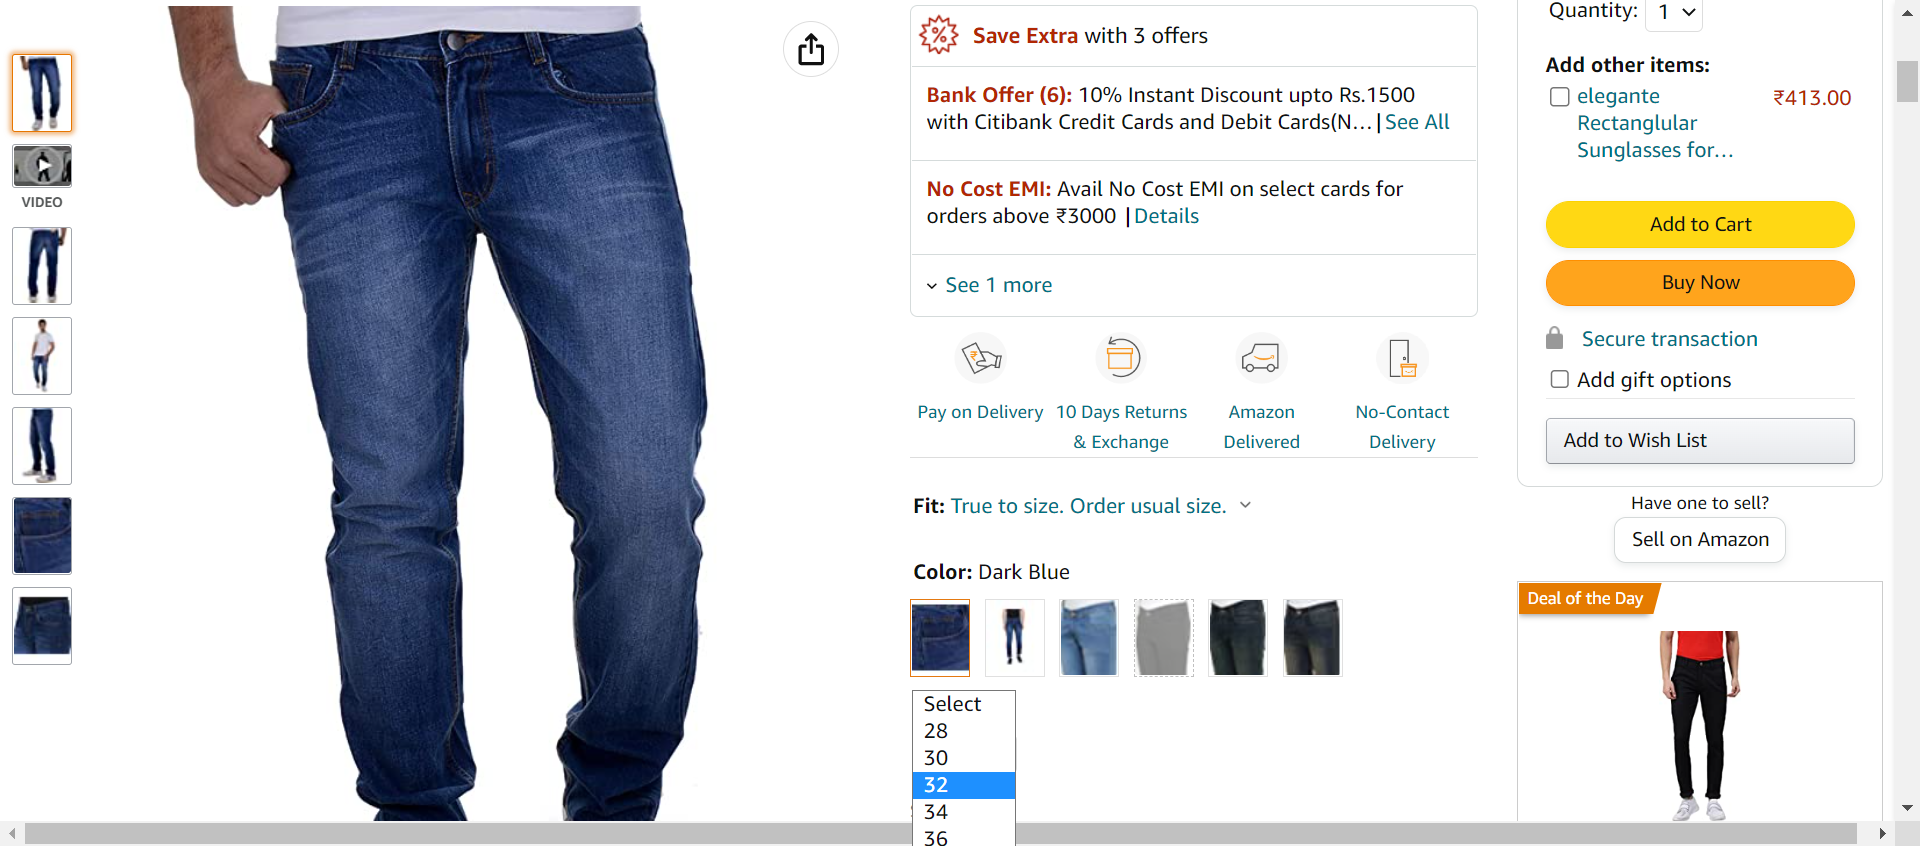 VIDEO
Save Extra with 3 offers
Bank Offer (6): 10% Instant Discount upto Rs.1500
with Citibank Credit Cards and Debit Cards(N... | See All
No Cost EMI: Avail No Cost EMI on select cards for
orders above ₹3000 | Details
See 1 more
Pay on Delivery
10 Days Returns
& Exchange
Amazon
Delivered
No-Contact
Delivery
Fit: True to size. Order usual size.
Color: Dark Blue
Select
28
30
32
34
36
Quantity: 1
Add other items:
elegante
Rectanglular
Sunglasses for...
₹413.00
Add to Cart
Buy Now
Secure transaction
Add gift options
Add to Wish List
Have one to sell?
Sell on Amazon
Deal of the Day